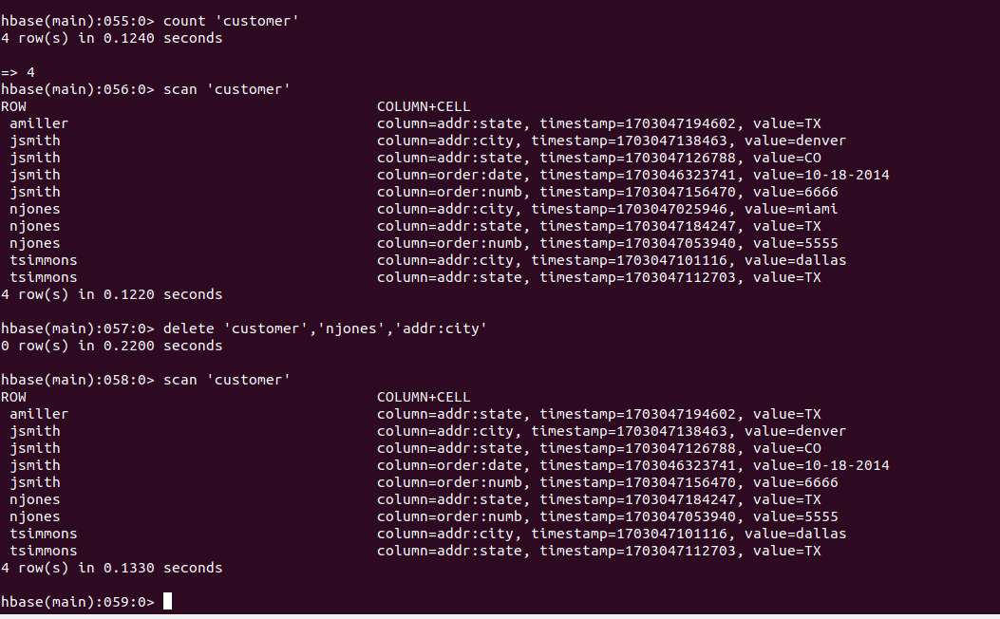 hbase(main):055:0> count 'customer'
4 row(s) in 0.1240 seconds
=> 4
hbase(main):056:0> scan 'customer'
ROW COLUMN+CELL
amiller column=addr:state, timestamp=1703047194602, value=TX
jsmith column=addr:city, timestamp=1703047138463, value=denver
jsmith column=addr:state, timestamp=1703047126788, value=CO
jsmith column=order:date, timestamp=1703046323741, value=10-18-2014
jsmith column=order:numb, timestamp=1703047156470, value=6666
njones column=addr:city, timestamp=1703047025946, value=miami
njones column=addr:state, timestamp=1703047184247, value=TX
njones column=order:numb, timestamp=1703047053940, value=5555
tsimmons column=addr:city, timestamp=1703047101116, value=dallas
tsimmons column=addr:state, timestamp=1703047112703, value=TX
4 row(s) in 0.1220 seconds
hbase(main):057:0> delete 'customer','njones','addr:city'
0 row(s) in 0.2200 seconds
hbase(main):058:0> scan 'customer'
ROW COLUMN+CELL
amiller column=addr:state, timestamp=1703047194602, value=TX
jsmith column=addr:city, timestamp=1703047138463, value=denver
jsmith column=addr:state, timestamp=1703047126788, value=CO
jsmith column=order:date, timestamp=1703046323741, value=10-18-2014
jsmith column=order:numb, timestamp=1703047156470, value=6666
njones column=addr:state, timestamp=1703047184247, value=TX
njones column=order:numb, timestamp=1703047053940, value=5555
tsimmons column=addr:city, timestamp=1703047101116, value=dallas
tsimmons column=addr:state, timestamp=1703047112703, value=TX
4 row(s) in 0.1330 seconds
hbase(main):059:0>